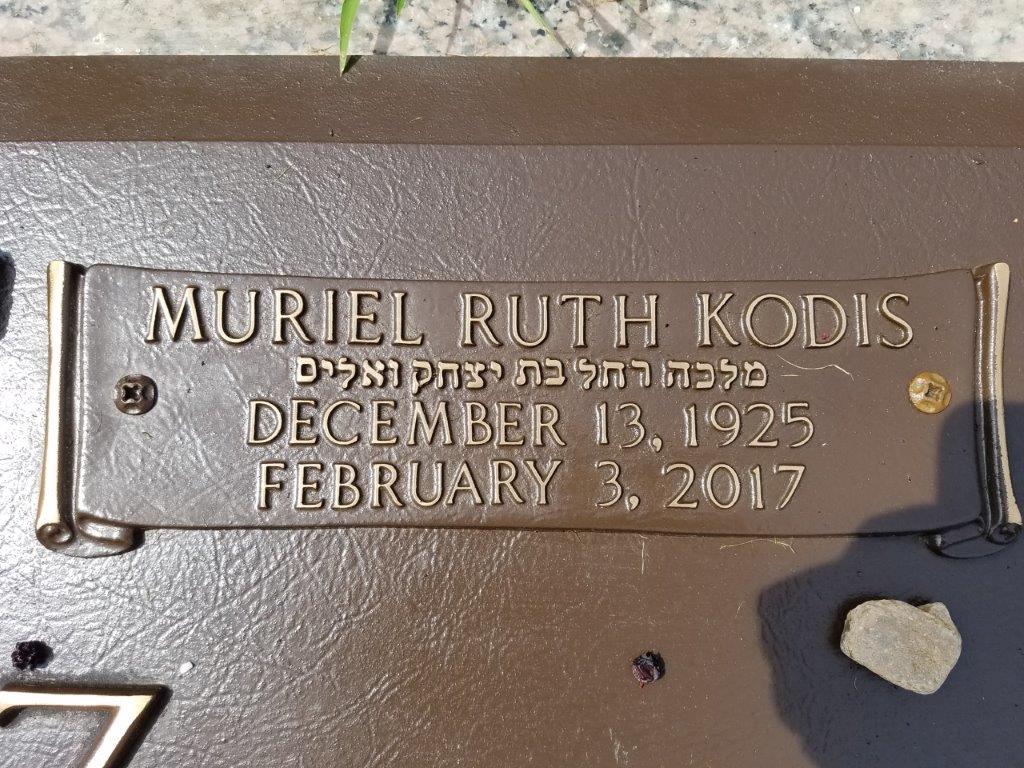 MURIEL RUTH KODIS
מלכה רחל בת יצחק ואלים
DECEMBER 13, 1925
FEBRUARY 3, 2017